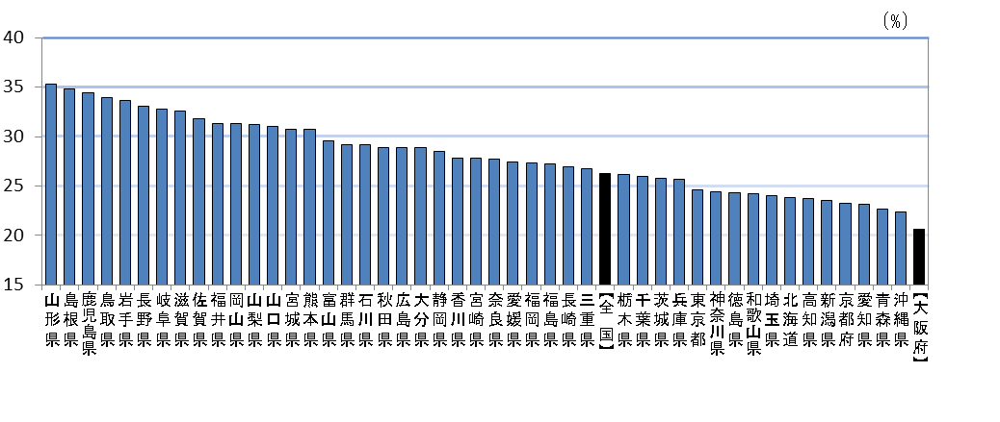 (%)
40
35
30
25
20
15
山形県
島根県
鹿児島県
鳥取県
岩手県
長野県
岐阜県
滋賀県
佐賀県
福井県
岡山県
山梨県
山口県
宮城県
熊本県
富山県
群馬県
石川県
秋田県
広島県
大分県
静岡県
香川県
宮崎県
奈良県
愛媛県
福岡県
福島県
長崎県
三重県
【全国】
栃木県
千葉県
茨城県
兵庫県
東京都
神奈川県
徳島県
和歌山県
埼玉県
北海道
高知県
新潟県
京都府
愛知県
青森県
沖縄県
【大阪府】